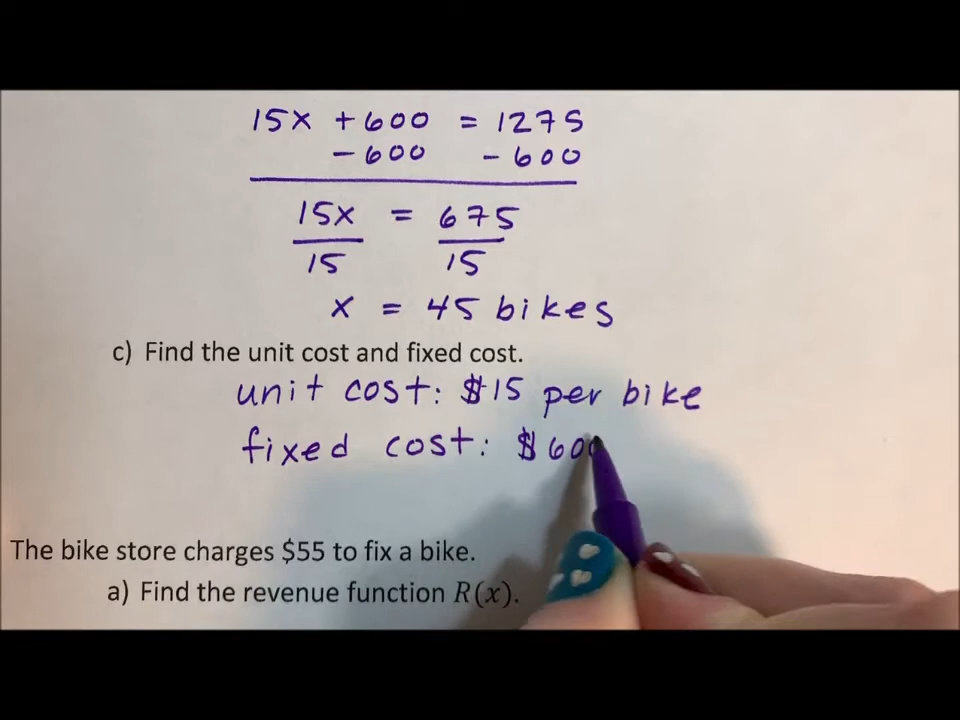 15x + 600 = 1275
- 600 - 600
15x = 675
15 15
x = 45 bikes
c) Find the unit cost and fixed cost.
unit cost: $15 per bike
fixed cost: $600
The bike store charges $55 to fix a bike.
a) Find the revenue function R(x).